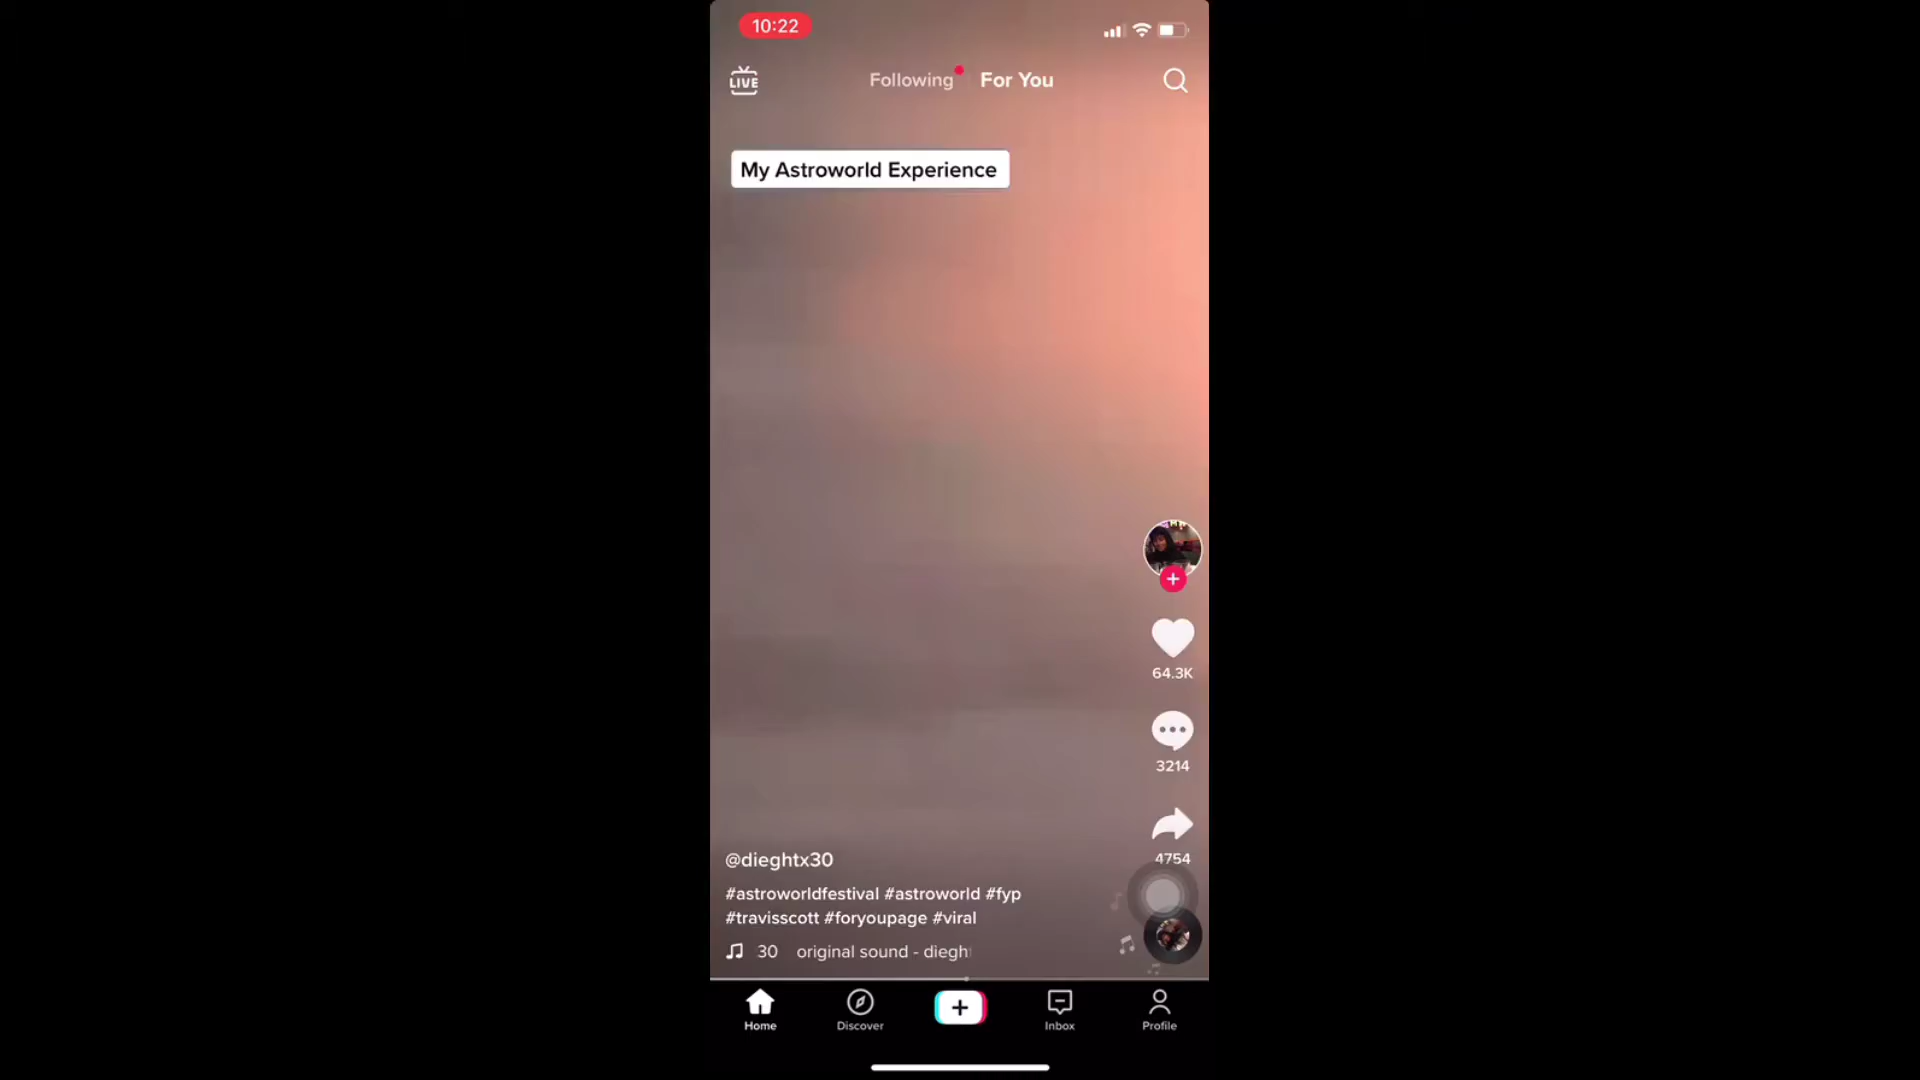 10:22
LIVE
Following For You
My Astroworld Experience
64.3K
3214
4754
@dieghtx30
#astroworldfestival #astroworld #fyp
#travisscott #foryoupage #viral
30 original sound - diegh
Home Discover Inbox Profile